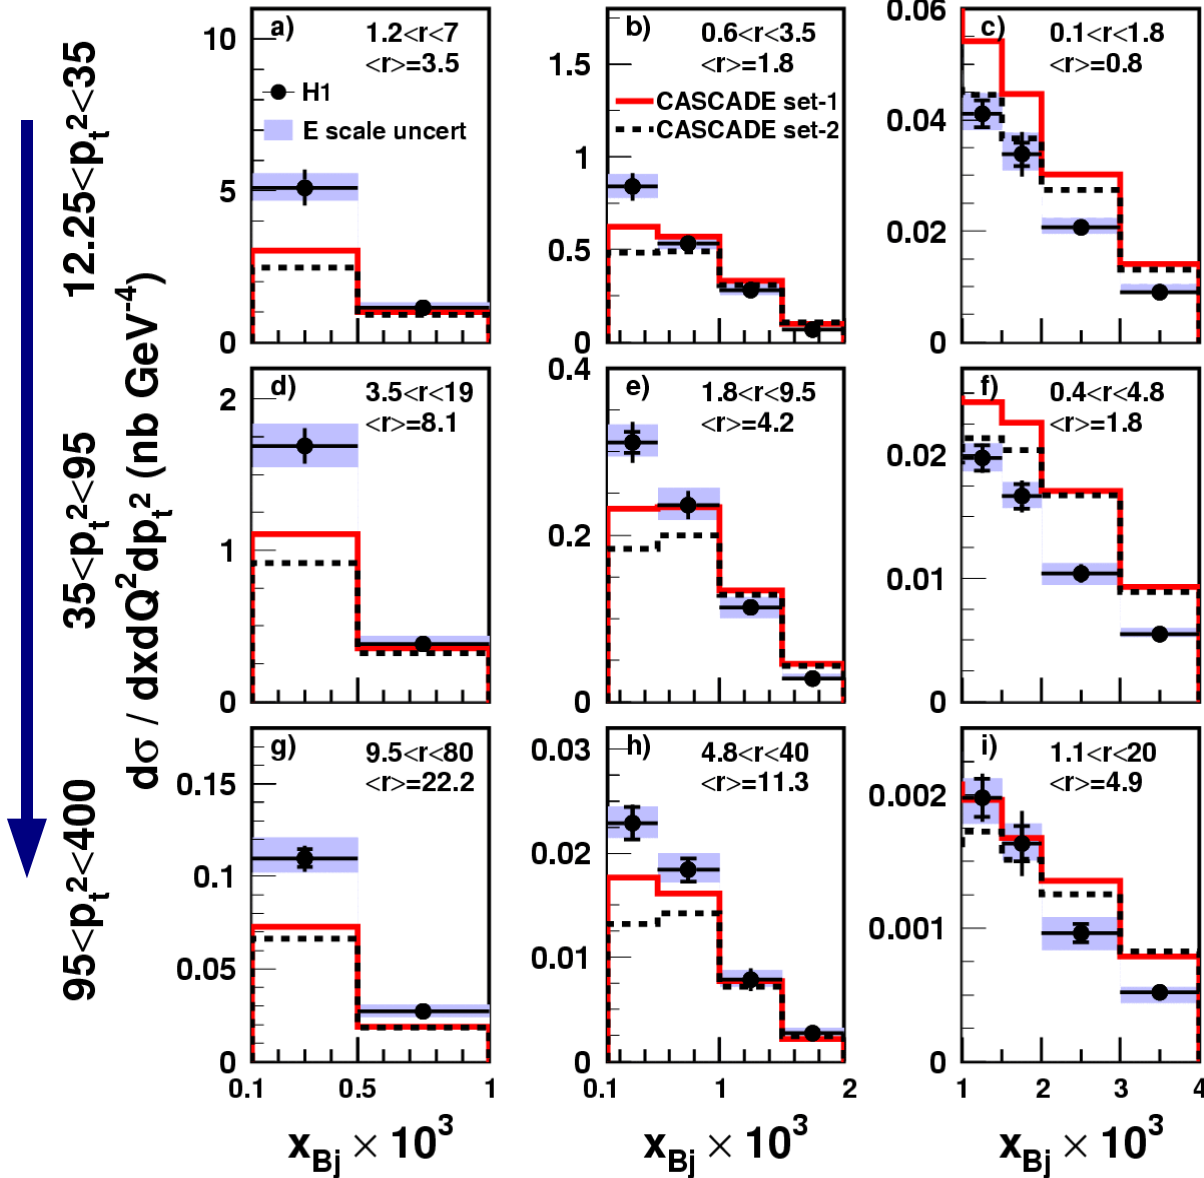 12.25<p_t^2<35
35<p_t^2<95
95<p_t^2<400
dσ / dxdQ^2dp_t^2 (nb GeV^-4)
a)
1.2<r<7
<r>=3.5
H1
E scale uncert
10
5
0
b)
0.6<r<3.5
<r>=1.8
CASCADE set-1
CASCADE set-2
1.5
1
0.5
0
c)
0.1<r<1.8
<r>=0.8
0.06
0.04
0.02
0
d)
3.5<r<19
<r>=8.1
2
1
0
e)
1.8<r<9.5
<r>=4.2
0.4
0.2
0
f)
0.4<r<4.8
<r>=1.8
0.02
0.01
0
g)
9.5<r<80
<r>=22.2
0.15
0.1
0.05
0
h)
4.8<r<40
<r>=11.3
0.03
0.02
0.01
0
i)
1.1<r<20
<r>=4.9
0.002
0.001
0
0.1 0.5 1
0.1 1 2
1 2 3 4
x_Bj × 10^3
x_Bj × 10^3
x_Bj × 10^3